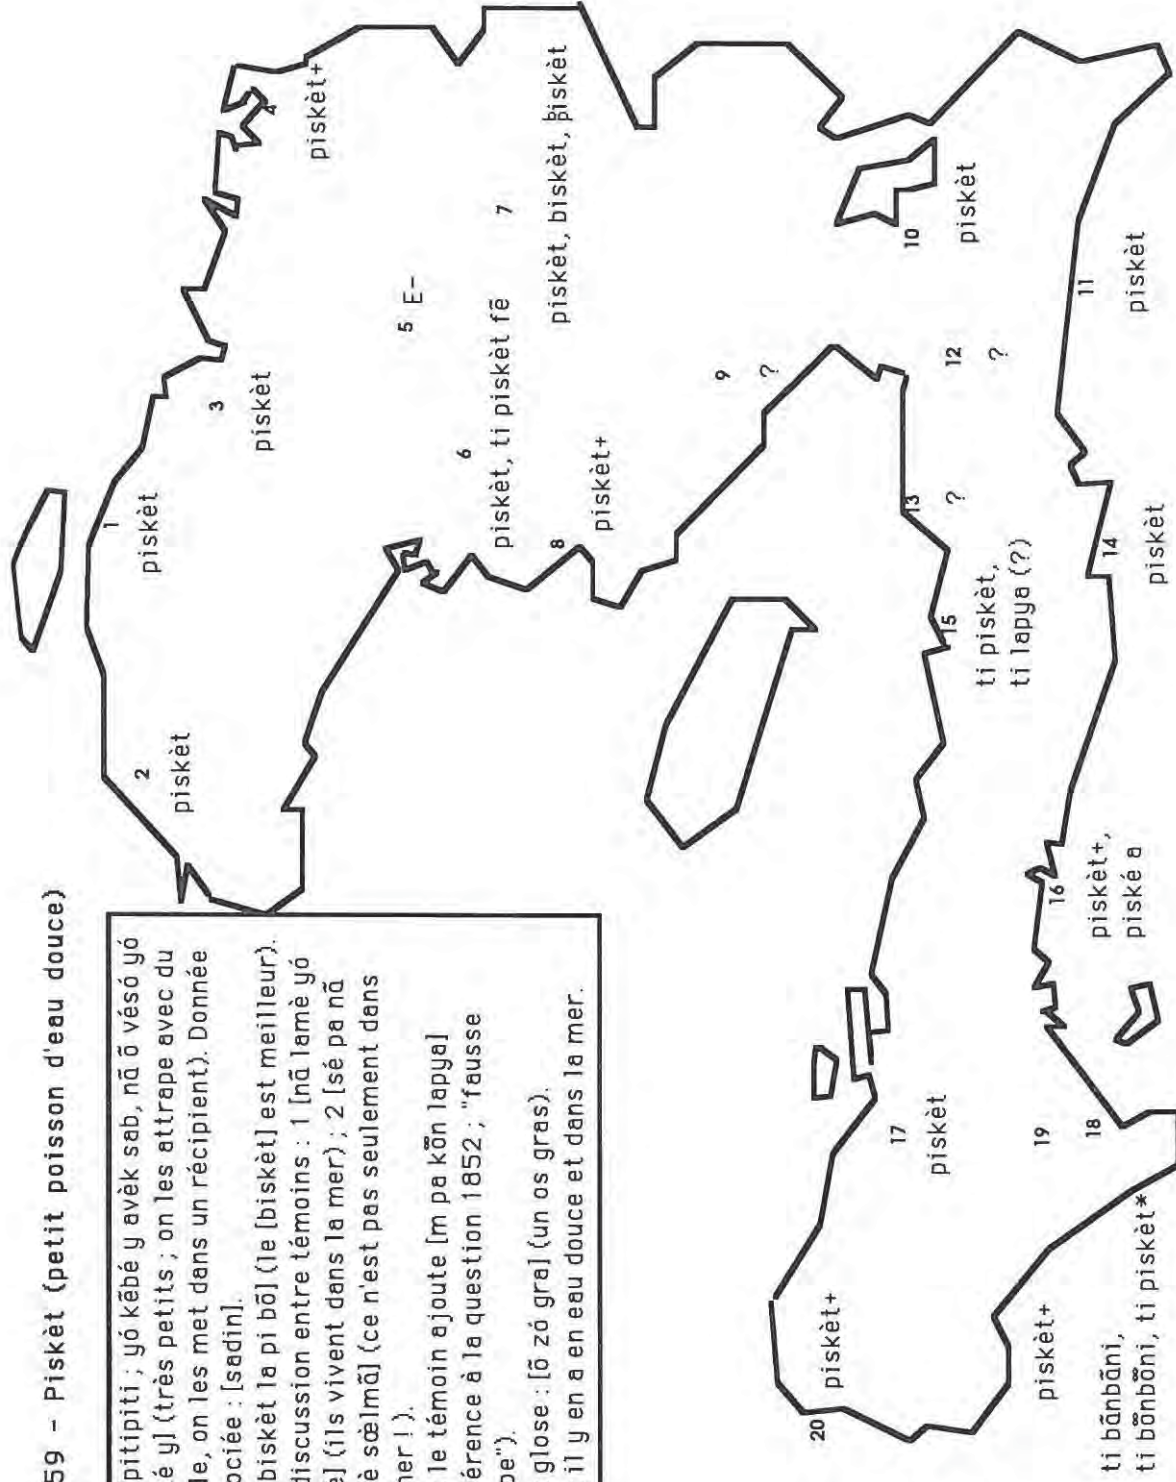 59 - Piskèt (petit poisson d'eau douce)
pitipiti ; yó kẽbé y avèk sab, nã õ vésó yó
é y] (très petits ; on les attrape avec du
le, on les met dans un récipient). Donnée
ociée : [sadin].
biskèt la pi bõ] (le [biskèt] est meilleur).
discussion entre témoins : 1 [nã lamè yó
] (ils vivent dans la mer) ; 2 [sé pa nã
è sœlmã] (ce n'est pas seulement dans
ner ! ).
le témoin ajoute [m pa kõn lapya]
érence à la question 1852 ; "fausse
be").
glose : [õ zó gra] (un os gras).
il y en a en eau douce et dans la mer.
1
piskèt
2
piskèt
3
piskèt
4
piskèt+
5 E-
6
piskèt, ti piskèt fẽ
7
piskèt, biskèt, ḅiskèt
8
piskèt+
9
?
10
piskèt
11
piskèt
12
?
13
?
14
piskèt
15
ti piskèt,
ti lapya (?)
16
piskèt+,
piské a
17
piskèt
18
19
piskèt+
20
piskèt+
ti bãnbãni,
ti bõnbõni, ti piskèt*